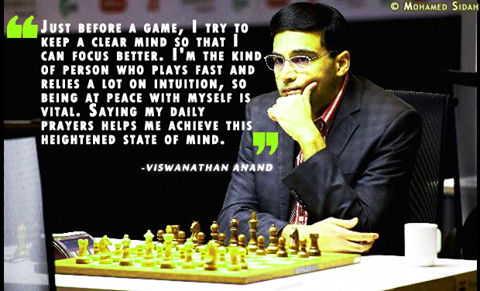 © Mohamed Sidah
“Just before a game, I try to
keep a clear mind so that I
can focus better. I'm the kind
of person who plays fast and
relies a lot on intuition, so
being at peace with myself is
vital. Saying my daily
prayers helps me achieve this
heightened state of mind.
”
-Viswanathan Anand